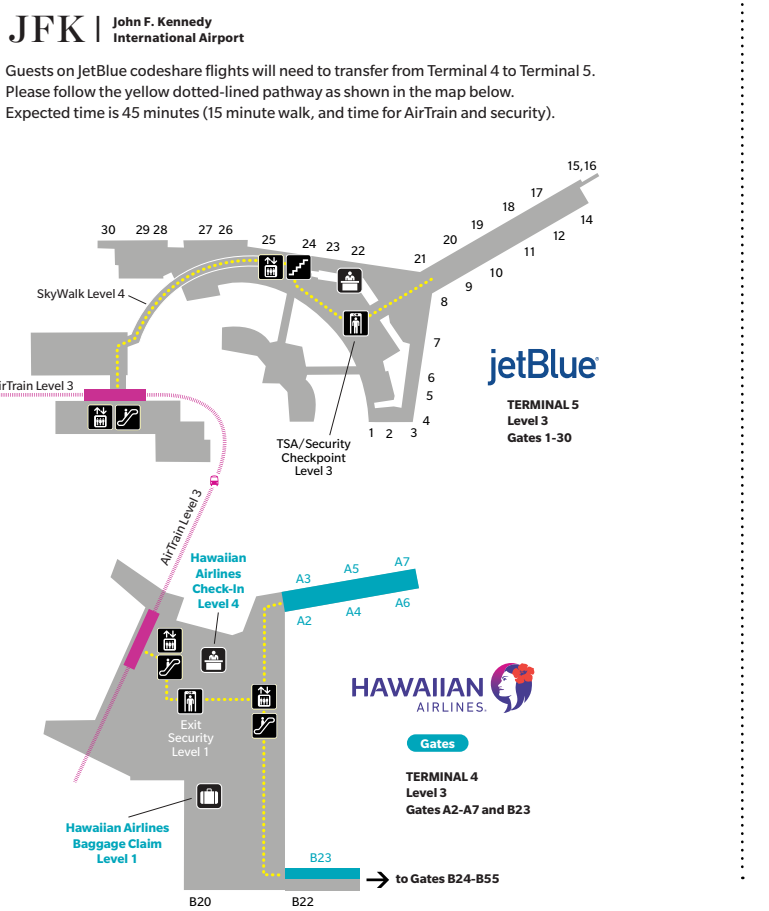 JFK
John F. Kennedy
International Airport
Guests on JetBlue codeshare flights will need to transfer from Terminal 4 to Terminal 5.
Please follow the yellow dotted-lined pathway as shown in the map below.
Expected time is 45 minutes (15 minute walk, and time for AirTrain and security).
15,16
17
18
14
19
12
20
11
30
29 28
27 26
25
24
23
22
21
10
9
8
SkyWalk Level 4
7
jetBlue
irTrain Level 3
6
5
TERMINAL 5
Level 3
Gates 1-30
4
1
2
3
TSA/Security
Checkpoint
Level 3
AirTrain Level 3
Hawaiian
Airlines
Check-In
Level 4
A3
A5
A7
A2
A4
A6
HAWAIIAN
AIRLINES.
Exit
Security
Level 1
Gates
TERMINAL 4
Level 3
Gates A2-A7 and B23
Hawaiian Airlines
Baggage Claim
Level 1
B23
to Gates B24-B55
B20
B22